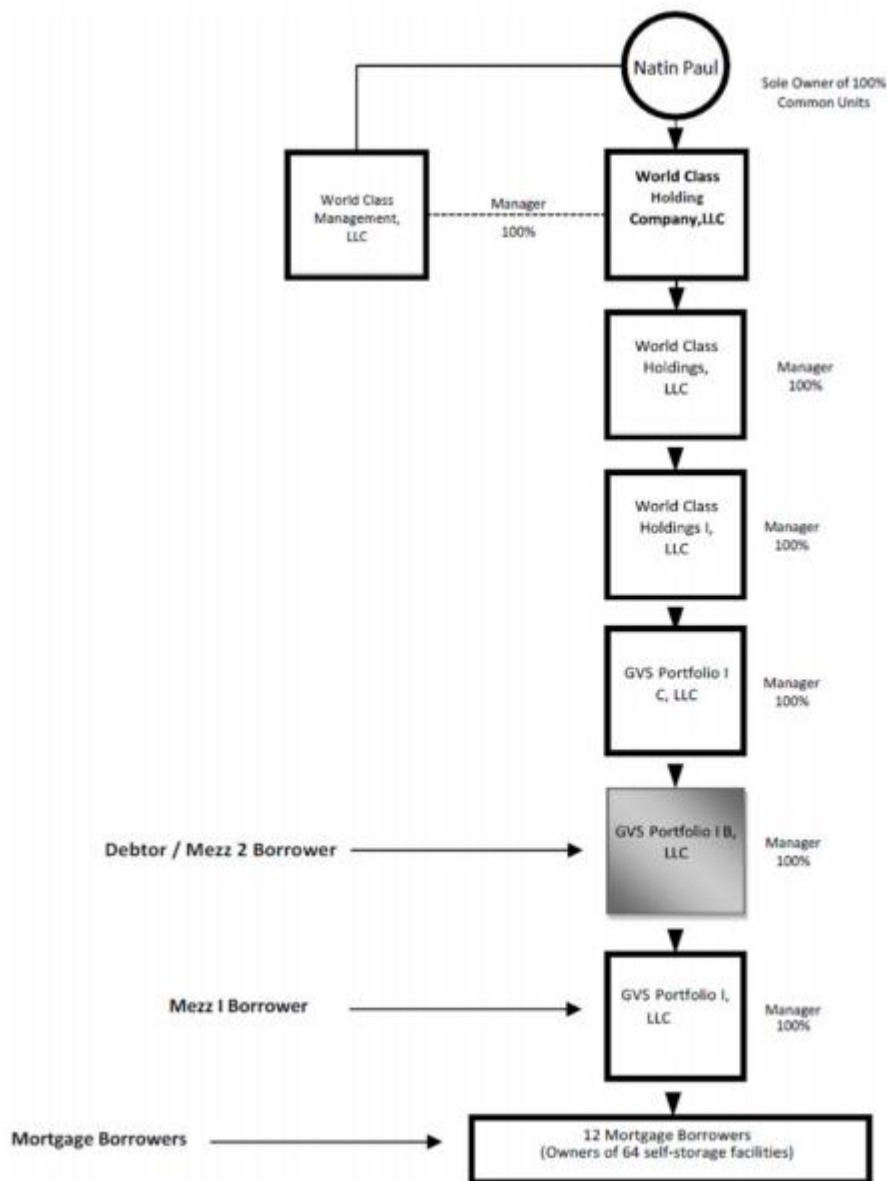 Natin Paul
Sole Owner of 100%
Common Units
World Class
Management,
LLC
Manager
100%
World Class
Holding
Company,LLC
World Class
Holdings,
LLC
Manager
100%
World Class
Holdings I,
LLC
Manager
100%
GVS Portfolio I
C, LLC
Manager
100%
Debtor / Mezz 2 Borrower
GVS Portfolio I B,
LLC
Manager
100%
Mezz I Borrower
GVS Portfolio I,
LLC
Manager
100%
Mortgage Borrowers
12 Mortgage Borrowers
(Owners of 64 self-storage facilities)